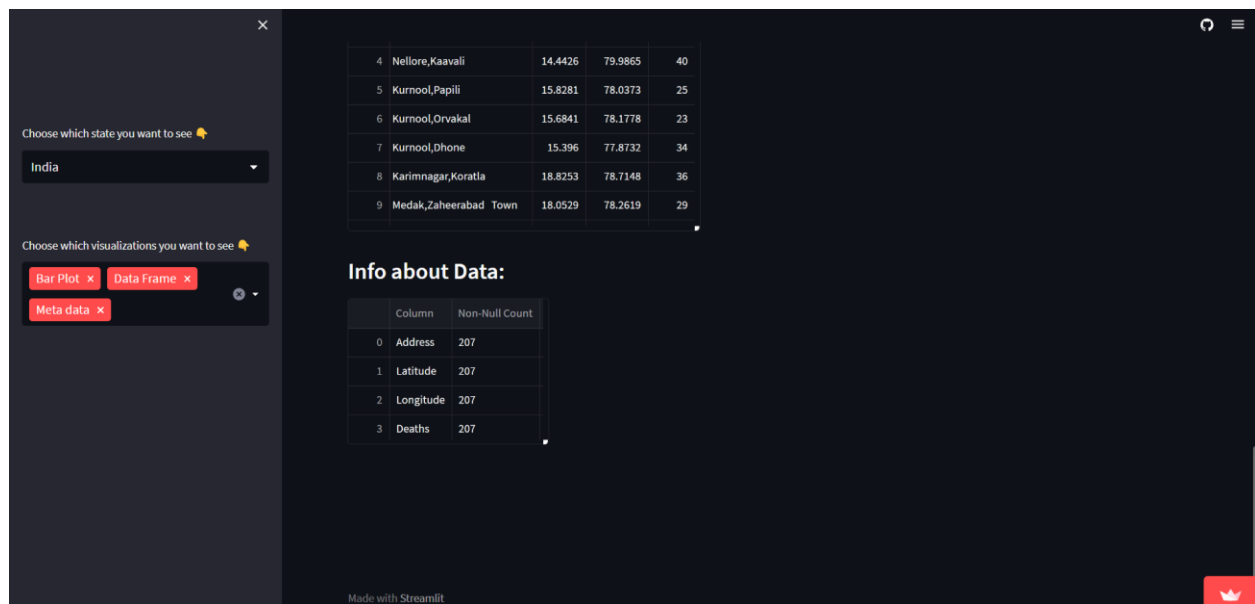 ×
Choose which state you want to see 👇
India
Choose which visualizations you want to see 👇
Bar Plot × Data Frame ×
Meta data ×
4 Nellore,Kaavali 14.4426 79.9865 40
5 Kurnool,Papili 15.8281 78.0373 25
6 Kurnool,Orvakal 15.6841 78.1778 23
7 Kurnool,Dhone 15.396 77.8732 34
8 Karimnagar,Koratla 18.8253 78.7148 36
9 Medak,Zaheerabad Town 18.0529 78.2619 29
Info about Data:
Column Non-Null Count
0 Address 207
1 Latitude 207
2 Longitude 207
3 Deaths 207
Made with Streamlit